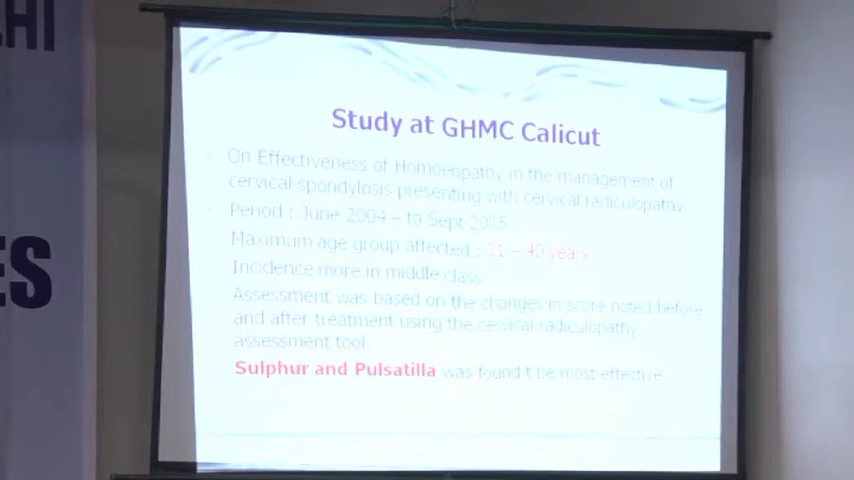 HI
ES
Study at GHMC Calicut
On Effectiveness of Homoeopathy in the management of
cervical spondylosis presenting with cervical radiculopathy
Period : June 2004 – to Sept 2005
Maximum age group affected : 31 – 40 years
Incidence more in middle class
Assessment was based on the changes in score noted before
and after treatment using the cervical radiculopathy
assessment tool.
Sulphur and Pulsatilla was found t be most effective